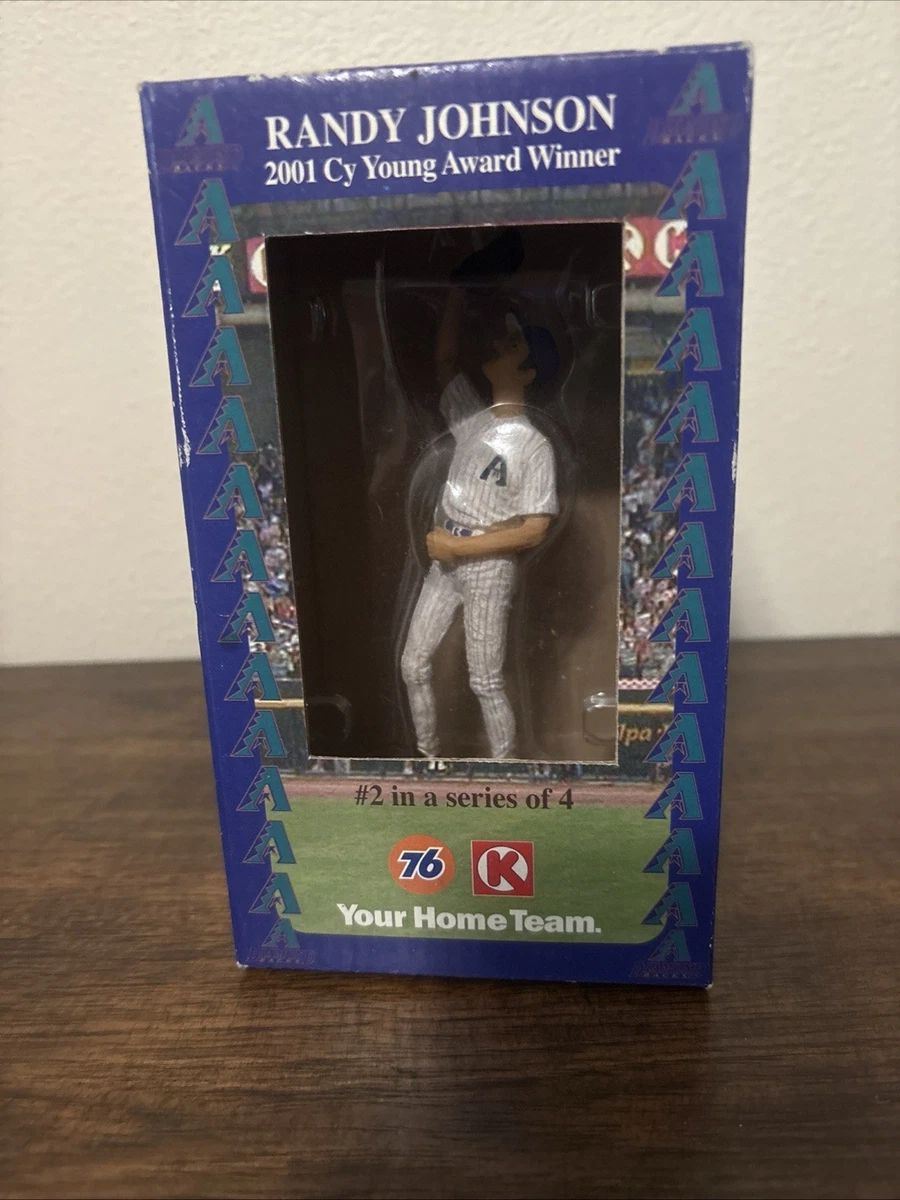 RANDY JOHNSON
2001 Cy Young Award Winner
A
#2 in a series of 4
76 K
Your Home Team.